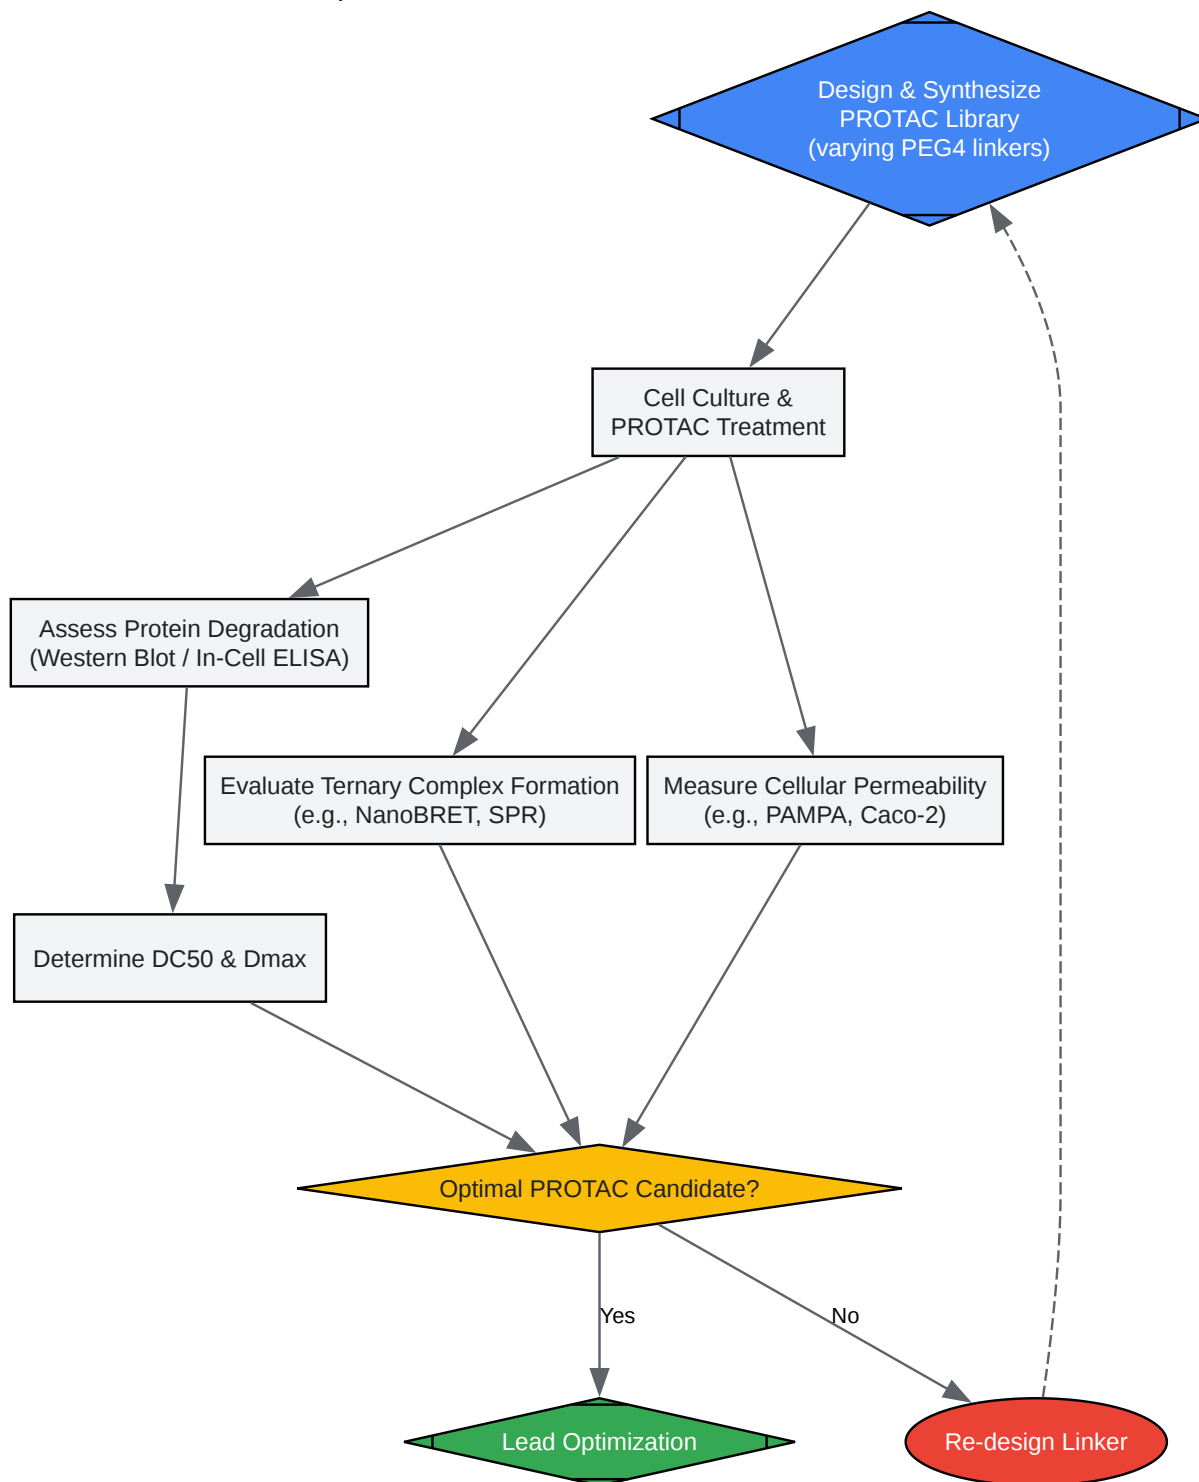 Design & Synthesize
PROTAC Library
(varying PEG4 linkers)
Cell Culture &
PROTAC Treatment
Assess Protein Degradation
(Western Blot / In-Cell ELISA)
Evaluate Ternary Complex Formation
(e.g., NanoBRET, SPR)
Measure Cellular Permeability
(e.g., PAMPA, Caco-2)
Determine DC50 & Dmax
Optimal PROTAC Candidate?
Yes
No
Lead Optimization
Re-design Linker